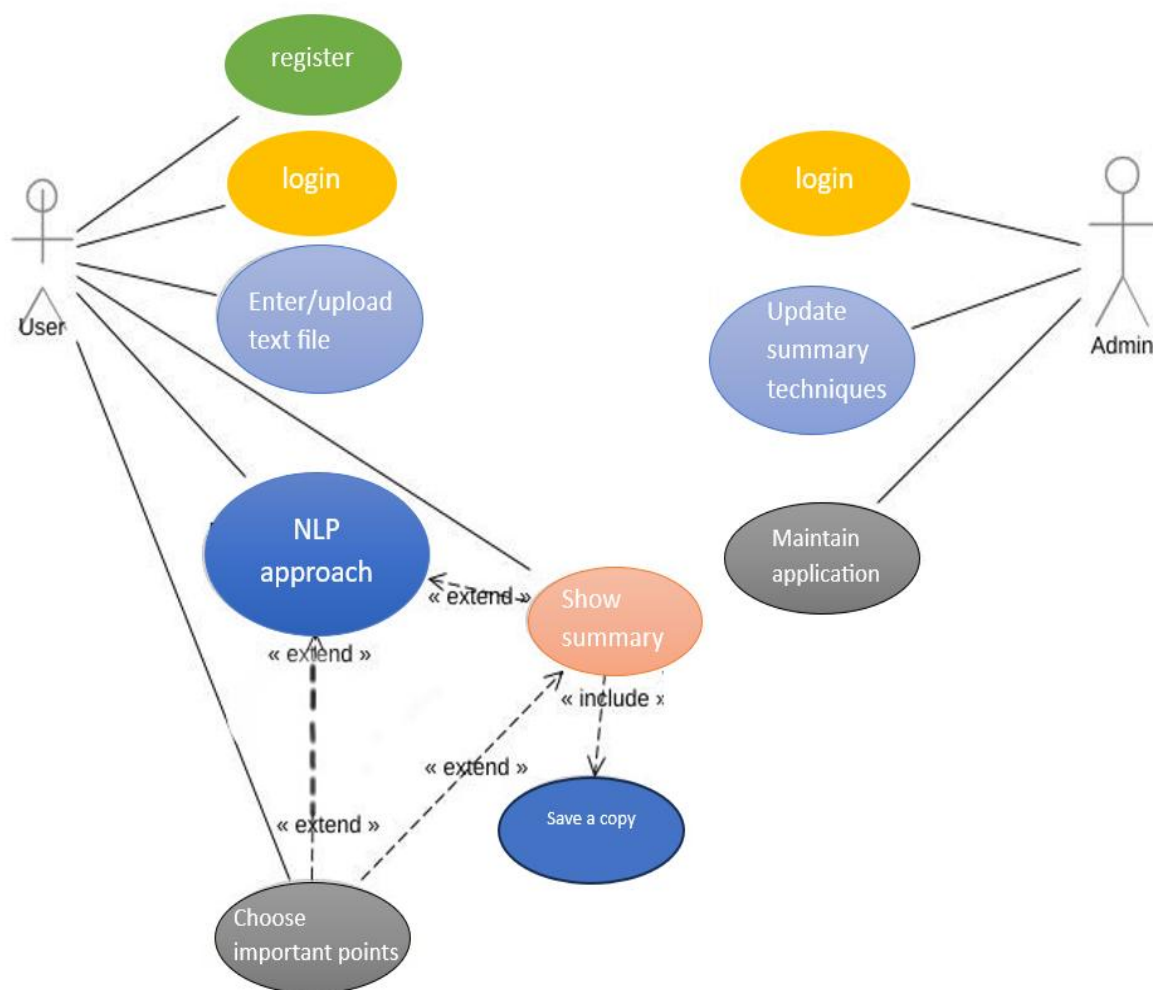 register
login
login
Enter/upload
text file
Update
summary
techniques
User
Admin
NLP
approach
Maintain
application
« extend »
Show
summary
« extend »
« include »
« extend »
« extend »
Save a copy
Choose
important points